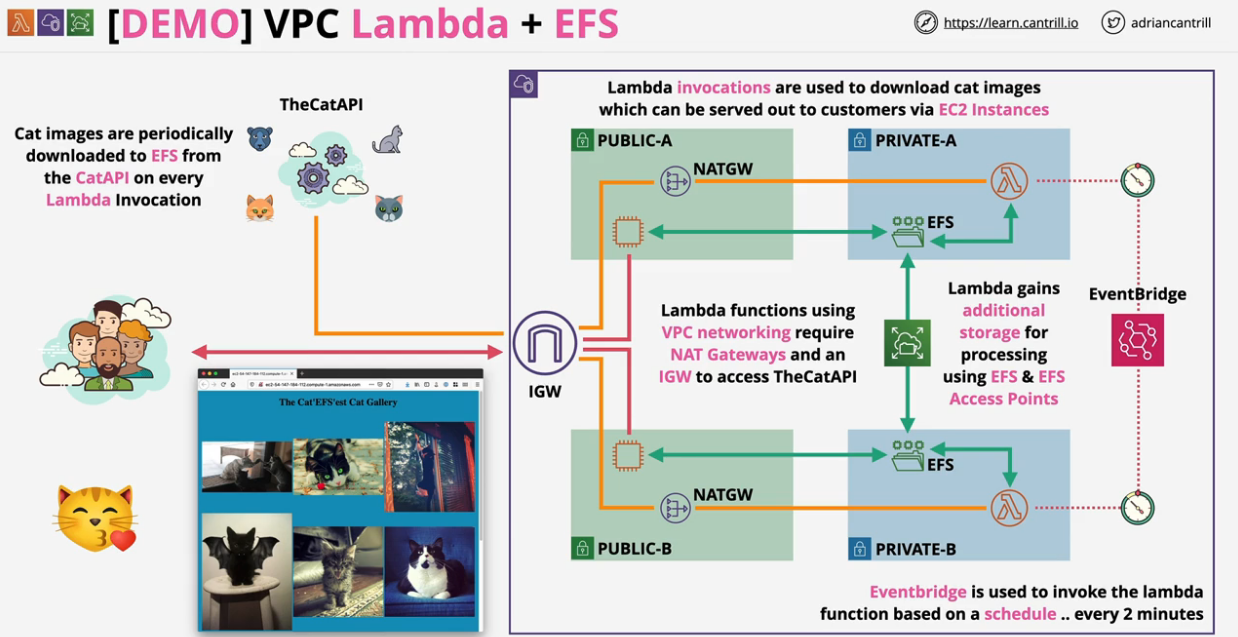 [DEMO] VPC Lambda + EFS
https://learn.cantrill.io
adriancantrill
TheCatAPI
Cat images are periodically
downloaded to EFS from
the CatAPI on every
Lambda Invocation
Lambda invocations are used to download cat images
which can be served out to customers via EC2 Instances
PUBLIC-A
PRIVATE-A
NATGW
EFS
Lambda functions using
VPC networking require
NAT Gateways and an
IGW to access TheCatAPI
Lambda gains
additional
storage for
processing
using EFS & EFS
Access Points
EventBridge
IGW
The Cat'EFS'est Cat Gallery
EFS
NATGW
PUBLIC-B
PRIVATE-B
Eventbridge is used to invoke the lambda
function based on a schedule .. every 2 minutes